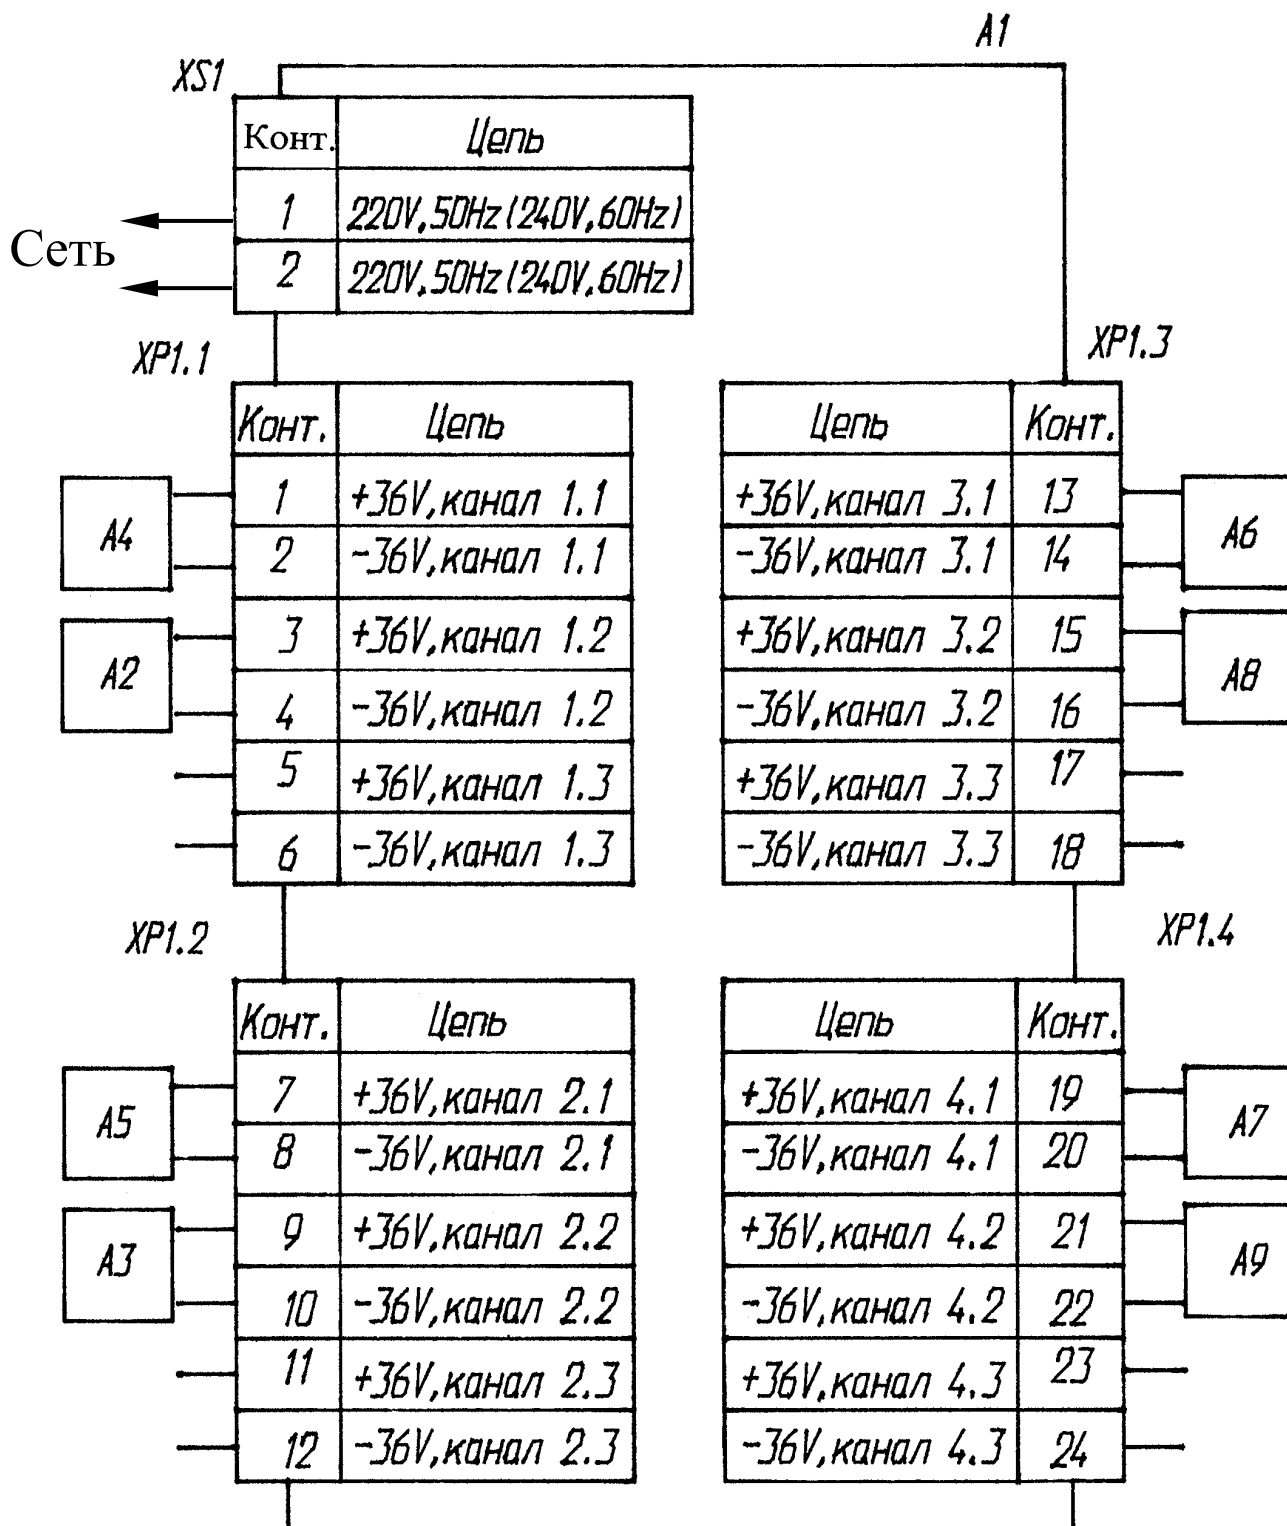 A1
XS1
Конт. Цепь
1 220V,50Hz(240V,60Hz)
Сеть
2 220V,50Hz(240V,60Hz)
XP1.1
Конт. Цепь
A4
1 +36V,канал 1.1
2 -36V,канал 1.1
A2
3 +36V,канал 1.2
4 -36V,канал 1.2
5 +36V,канал 1.3
6 -36V,канал 1.3
XP1.3
Цепь Конт.
+36V,канал 3.1 13
-36V,канал 3.1 14
A6
+36V,канал 3.2 15
-36V,канал 3.2 16
A8
+36V,канал 3.3 17
-36V,канал 3.3 18
XP1.2
Конт. Цепь
A5
7 +36V,канал 2.1
8 -36V,канал 2.1
A3
9 +36V,канал 2.2
10 -36V,канал 2.2
11 +36V,канал 2.3
12 -36V,канал 2.3
XP1.4
Цепь Конт.
+36V,канал 4.1 19
-36V,канал 4.1 20
A7
+36V,канал 4.2 21
-36V,канал 4.2 22
A9
+36V,канал 4.3 23
-36V,канал 4.3 24